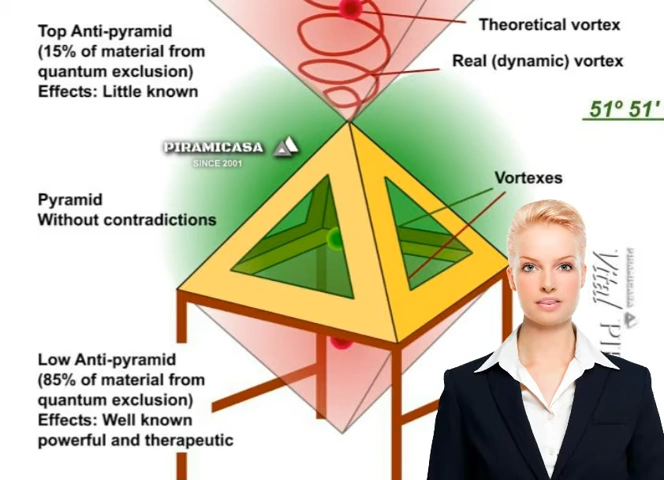 Top Anti-pyramid
(15% of material from
quantum exclusion)
Effects: Little known
Theoretical vortex
Real (dynamic) vortex
51º 51'
PIRAMICASA
SINCE 2001
Vortexes
Pyramid
Without contradictions
PIRAMICASA
Vital
Low Anti-pyramid
(85% of material from
quantum exclusion)
Effects: Well known
powerful and therapeutic